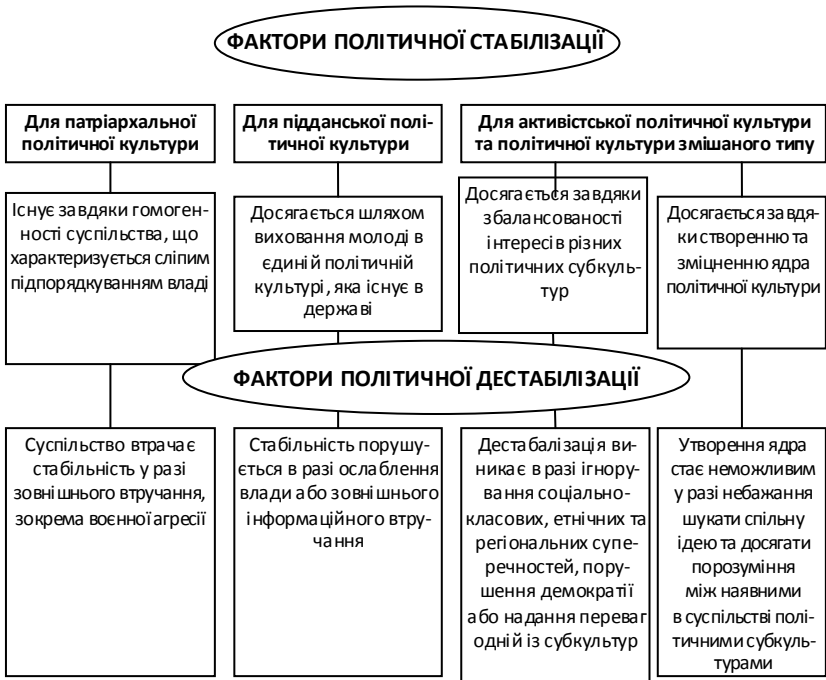 ФАКТОРИ ПОЛІТИЧНОЇ СТАБІЛІЗАЦІЇ
Для патріархальної
політичної культури
Для підданської полі-
тичної культури
Для активістської політичної культури
та політичної культури змішаного типу
Існує завдяки гомоген-
ності суспільства, що
характеризується сліпим
підпорядкуванням владі
Досягається шляхом
виховання молоді в
єдиній політичній
культурі, яка існує в
державі
Досягається завдяки
збалансованості
інтересів різних
політичних субкуль-
тур
Досягається завдя-
ки створенню та
зміцненню ядра
політичної культури
ФАКТОРИ ПОЛІТИЧНОЇ ДЕСТАБІЛІЗАЦІЇ
Суспільство втрачає
стабільність у разі
зовнішнього втручання,
зокрема воєнної агресії
Стабільність порушу-
ється в разі ослаблення
влади або зовнішнього
інформаційного втру-
чання
Дестабалізація ви-
никає в разі ігнору-
вання соціально-
класових, етнічних та
регіональних супе-
речностей, пору-
шення демократії
або надання переваг
одній із субкультур
Утворення ядра
стає неможливим
у разі небажання
шукати спільну
ідею та досягати
порозуміння
між наявними
в суспільстві полі-
тичними субкуль-
турами